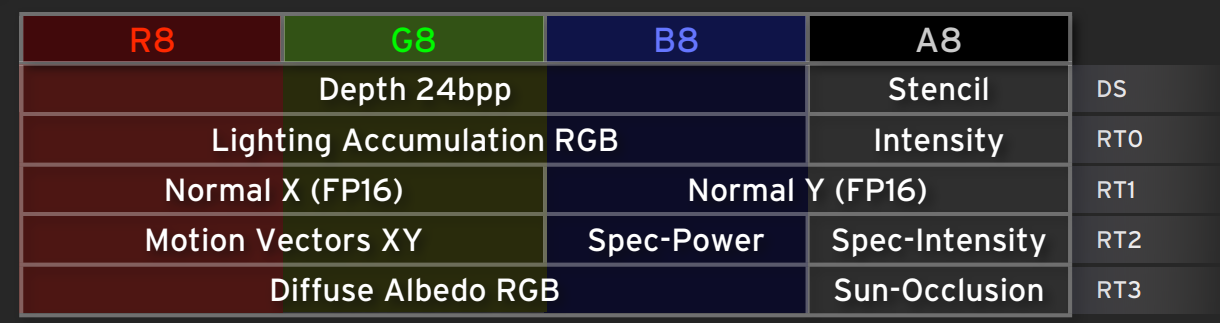 R8 G8 B8 A8
Depth 24bpp Stencil DS
Lighting Accumulation RGB Intensity RT0
Normal X (FP16) Normal Y (FP16) RT1
Motion Vectors XY Spec-Power Spec-Intensity RT2
Diffuse Albedo RGB Sun-Occlusion RT3